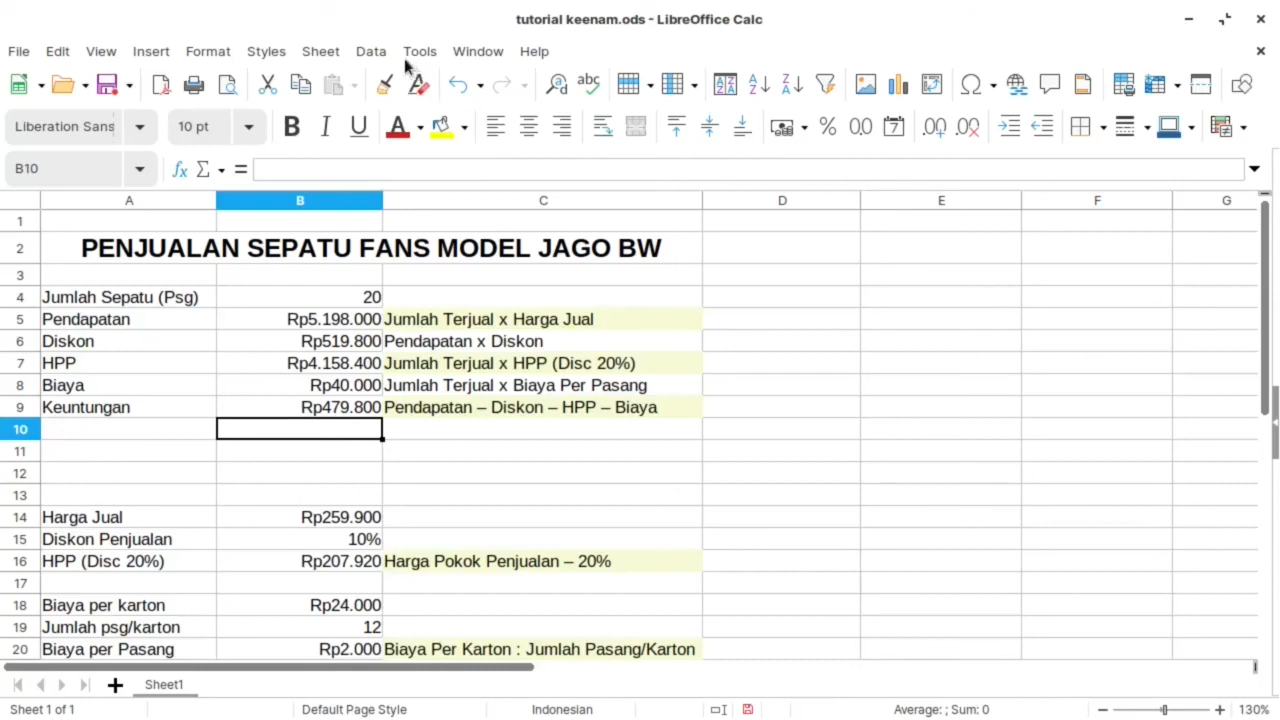 tutorial keenam.ods - LibreOffice Calc
File Edit View Insert Format Styles Sheet Data Tools Window Help
Liberation Sans 10 pt
B10
A B C D E F G
1
2 PENJUALAN SEPATU FANS MODEL JAGO BW
3
4 Jumlah Sepatu (Psg) 20
5 Pendapatan Rp5.198.000 Jumlah Terjual x Harga Jual
6 Diskon Rp519.800 Pendapatan x Diskon
7 HPP Rp4.158.400 Jumlah Terjual x HPP (Disc 20%)
8 Biaya Rp40.000 Jumlah Terjual x Biaya Per Pasang
9 Keuntungan Rp479.800 Pendapatan – Diskon – HPP – Biaya
10
11
12
13
14 Harga Jual Rp259.900
15 Diskon Penjualan 10%
16 HPP (Disc 20%) Rp207.920 Harga Pokok Penjualan – 20%
17
18 Biaya per karton Rp24.000
19 Jumlah psg/karton 12
20 Biaya per Pasang Rp2.000 Biaya Per Karton : Jumlah Pasang/Karton
Sheet1
Sheet 1 of 1 Default Page Style Indonesian Average: ; Sum: 0 130%